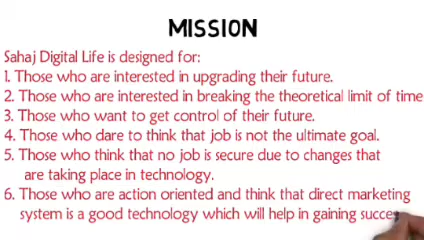 MISSION
Sahaj Digital Life is designed for:
1. Those who are interested in upgrading their future.
2. Those who are interested in breaking the theoretical limit of time
3. Those who want to get control of their future.
4. Those who dare to think that job is not the ultimate goal.
5. Those who think that no job is secure due to changes that
are taking place in technology.
6. Those who are action oriented and think that direct marketing
system is a good technology which will help in gaining